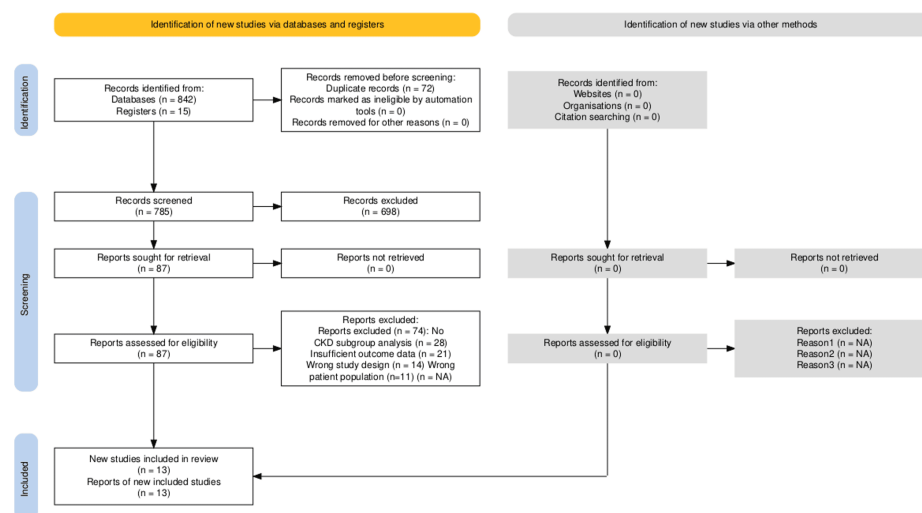 Identification of new studies via databases and registers
Identification of new studies via other methods
Identification
Records identified from:
Databases (n = 842)
Registers (n = 15)
Records removed before screening:
Duplicate records (n = 72)
Records marked as ineligible by automation
tools (n = 0)
Records removed for other reasons (n = 0)
Records identified from:
Websites (n = 0)
Organisations (n = 0)
Citation searching (n = 0)
Screening
Records screened
(n = 785)
Records excluded
(n = 698)
Reports sought for retrieval
(n = 87)
Reports not retrieved
(n = 0)
Reports sought for retrieval
(n = 0)
Reports not retrieved
(n = 0)
Reports assessed for eligibility
(n = 87)
Reports excluded:
Reports excluded (n = 74): No
CKD subgroup analysis (n = 28)
Insufficient outcome data (n = 21)
Wrong study design (n = 14) Wrong
patient population (n=11) (n = NA)
Reports assessed for eligibility
(n = 0)
Reports excluded:
Reason1 (n = NA)
Reason2 (n = NA)
Reason3 (n = NA)
Included
New studies included in review
(n = 13)
Reports of new included studies
(n = 13)